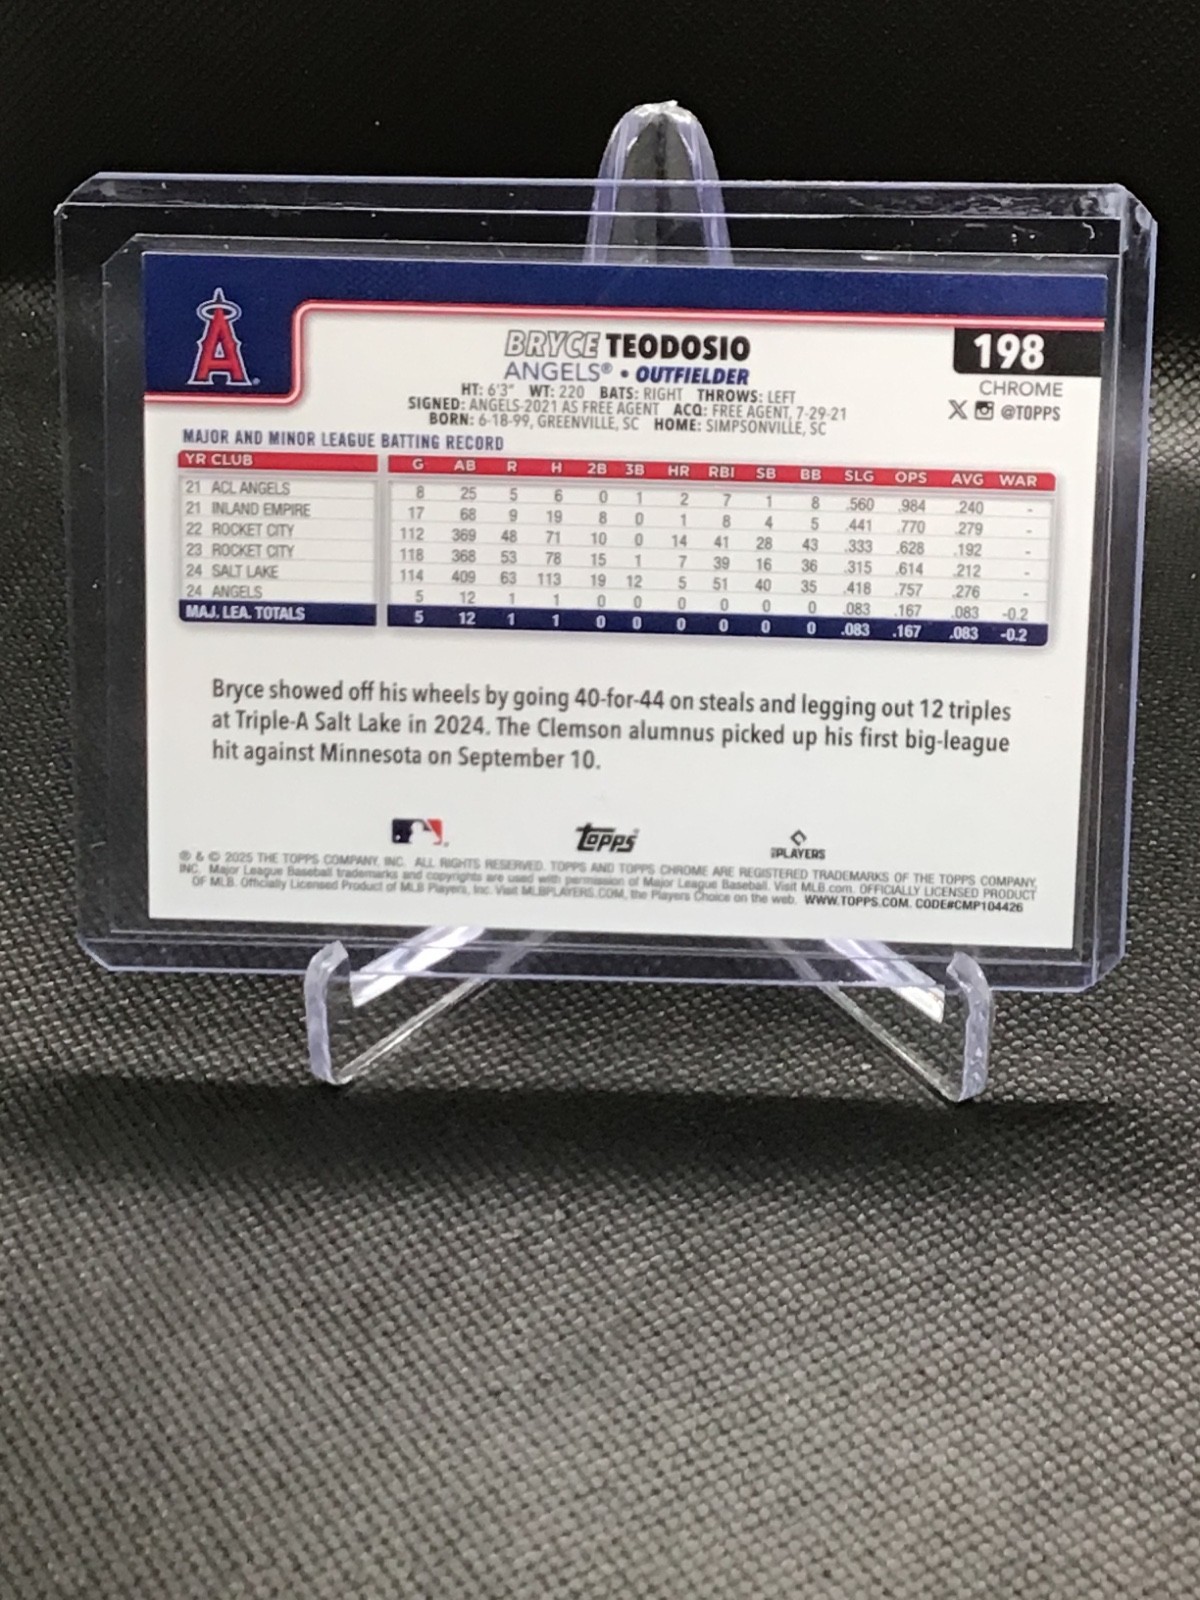 A
BRYCE TEODOSIO
198
ANGELS® • OUTFIELDER
CHROME
HT: 6'3" WT: 220 BATS: RIGHT THROWS: LEFT
SIGNED: ANGELS-2021 AS FREE AGENT ACQ: FREE AGENT, 7-29-21
@TOPPS
BORN: 6-18-99, GREENVILLE, SC HOME: SIMPSONVILLE, SC
MAJOR AND MINOR LEAGUE BATTING RECORD
YR CLUB G AB R H 2B 3B HR RBI SB BB SLG OPS AVG WAR
21 ACL ANGELS 8 25 5 6 0 1 2 7 1 8 .560 .984 .240 -
21 INLAND EMPIRE 17 68 9 19 8 0 1 8 4 5 .441 .770 .279 -
22 ROCKET CITY 112 369 48 71 10 0 14 41 28 43 .333 .628 .192 -
23 ROCKET CITY 118 368 53 78 15 1 7 39 16 36 .315 .614 .212 -
24 SALT LAKE 114 409 63 113 19 12 5 51 40 35 .418 .757 .276 -
24 ANGELS 5 12 1 1 0 0 0 0 0 0 .083 .167 .083 -0.2
MAJ. LEA. TOTALS 5 12 1 1 0 0 0 0 0 0 .083 .167 .083 -0.2
Bryce showed off his wheels by going 40-for-44 on steals and legging out 12 triples
at Triple-A Salt Lake in 2024. The Clemson alumnus picked up his first big-league
hit against Minnesota on September 10.
topps
PLAYERS
® & © 2025 THE TOPPS COMPANY, INC. ALL RIGHTS RESERVED. TOPPS AND TOPPS CHROME ARE REGISTERED TRADEMARKS OF THE TOPPS COMPANY,
INC. Major League Baseball trademarks and copyrights are used with permission of Major League Baseball. Visit MLB.com. OFFICIALLY LICENSED PRODUCT
OF MLB. Officially Licensed Product of MLB Players, Inc. Visit MLBPLAYERS.COM, the Players Choice on the web. WWW.TOPPS.COM. CODE#CMP104426